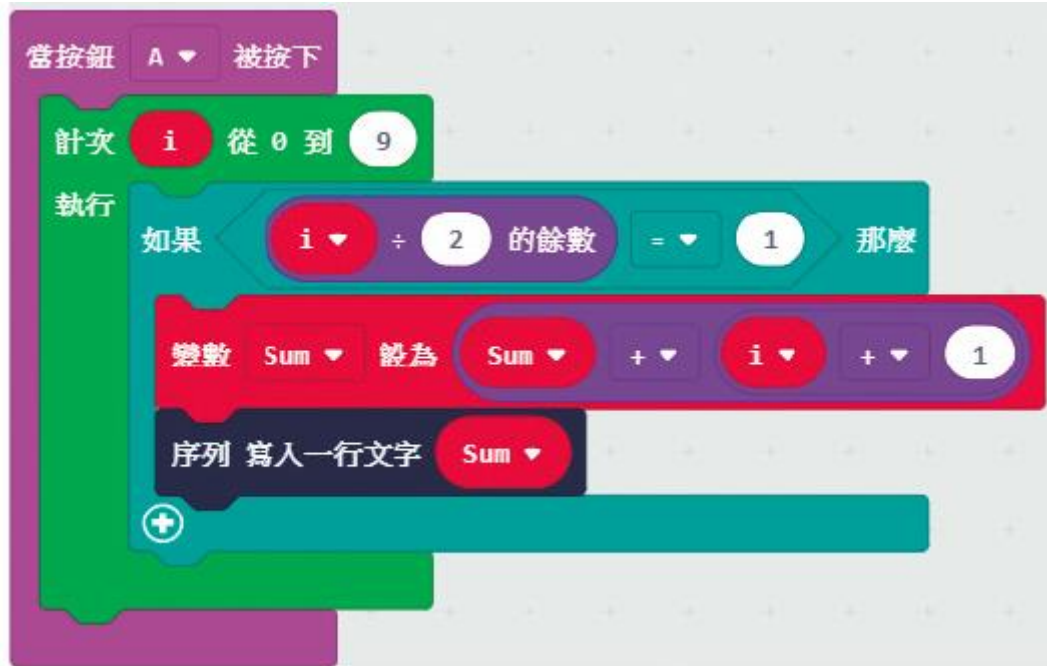 當按鈕 A 被按下
計次 i 從 0 到 9
執行
如果 i ÷ 2 的餘數 = 1 那麼
變數 Sum 設為 Sum + i + 1
序列 寫入一行文字 Sum